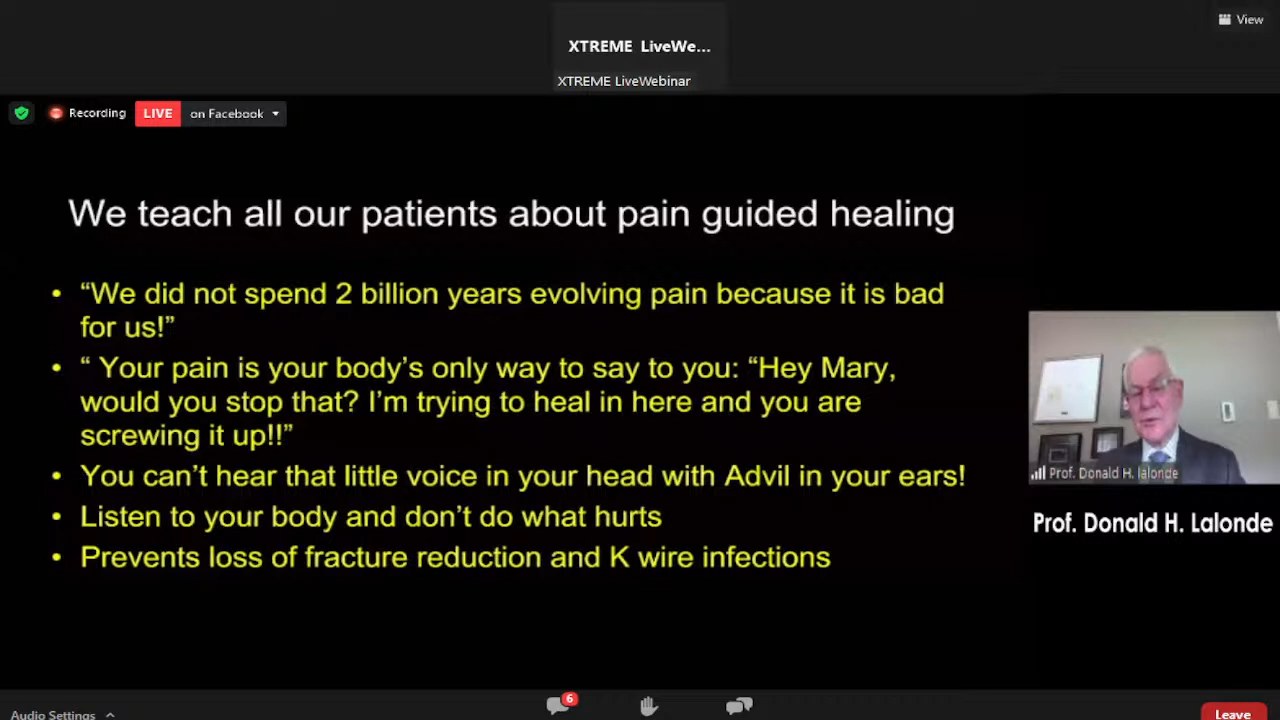 XTREME LiveWe...
View
XTREME LiveWebinar
Recording
LIVE
on Facebook
We teach all our patients about pain guided healing
• “We did not spend 2 billion years evolving pain because it is bad
for us!”
• “ Your pain is your body’s only way to say to you: “Hey Mary,
would you stop that? I’m trying to heal in here and you are
screwing it up!!”
• You can’t hear that little voice in your head with Advil in your ears!
• Listen to your body and don’t do what hurts
• Prevents loss of fracture reduction and K wire infections
Prof. Donald H. lalonde
Prof. Donald H. Lalonde
6
Audio Settings
Leave